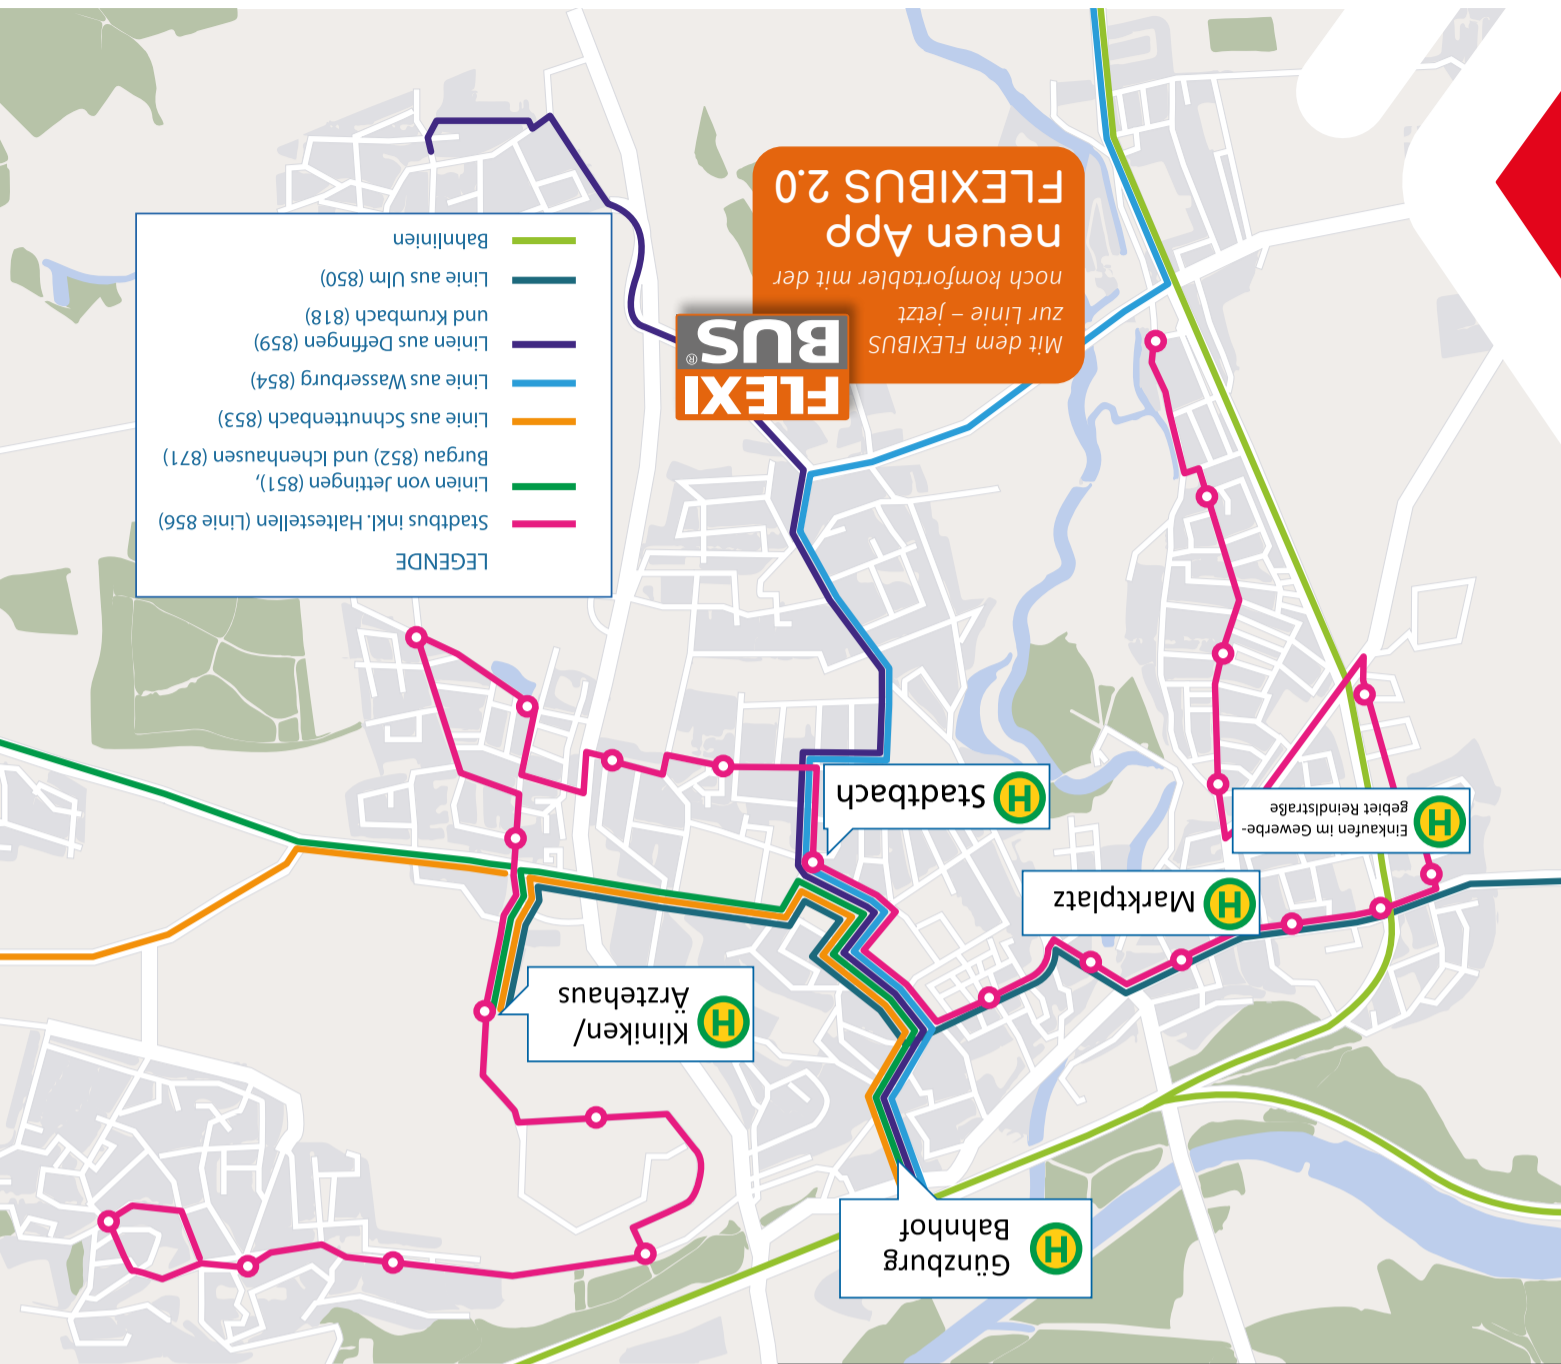 Günzburg
Bahnhof
Kliniken/
Ärztehaus
Marktplatz
Einkaufen im Gewerbe-
gebiet Reindlstraße
Stadtbach
LEGENDE
Stadtbus inkl. Haltestellen (Linie 856)
Linien von Jettingen (851),
Burgau (852) und Ichenhausen (871)
Linie aus Schnuttenbach (853)
Linie aus Wasserburg (854)
Linien aus Deffingen (859)
und Krumbach (818)
Linie aus Ulm (850)
Bahnlinien
FLEXI
BUS®
Mit dem FLEXIBUS
zur Linie – jetzt
noch komfortabler mit der
neuen App
FLEXIBUS 2.0
H
H
H
H
H